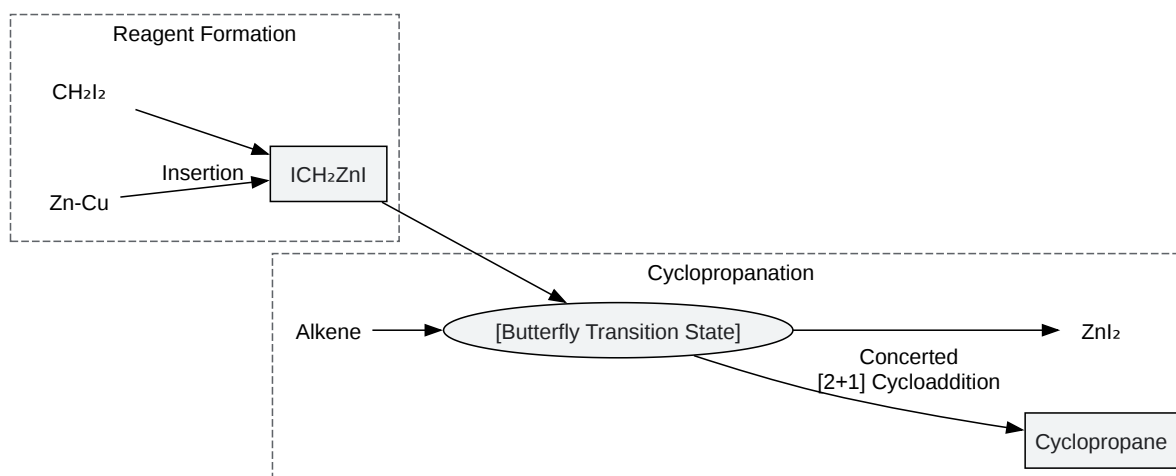 Reagent Formation
CH₂I₂
Insertion
ICH₂ZnI
Zn-Cu
Cyclopropanation
Alkene
[Butterfly Transition State]
ZnI₂
Concerted
[2+1] Cycloaddition
Cyclopropane